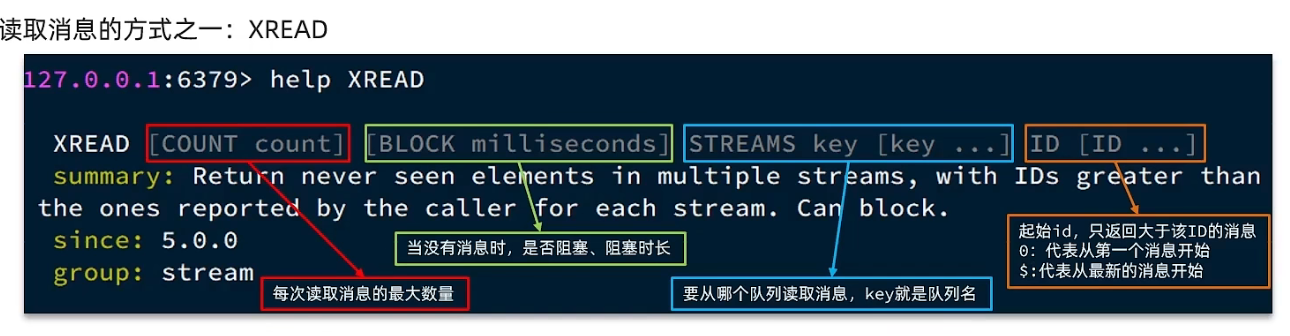 读取消息的方式之一：XREAD
127.0.0.1:6379> help XREAD
XREAD [COUNT count] [BLOCK milliseconds] STREAMS key [key ...] ID [ID ...]
summary: Return never seen elements in multiple streams, with IDs greater than
the ones reported by the caller for each stream. Can block.
since: 5.0.0
group: stream
当没有消息时，是否阻塞、阻塞时长
每次读取消息的最大数量
要从哪个队列读取消息，key就是队列名
起始id，只返回大于该ID的消息
0：代表从第一个消息开始
$:代表从最新的消息开始